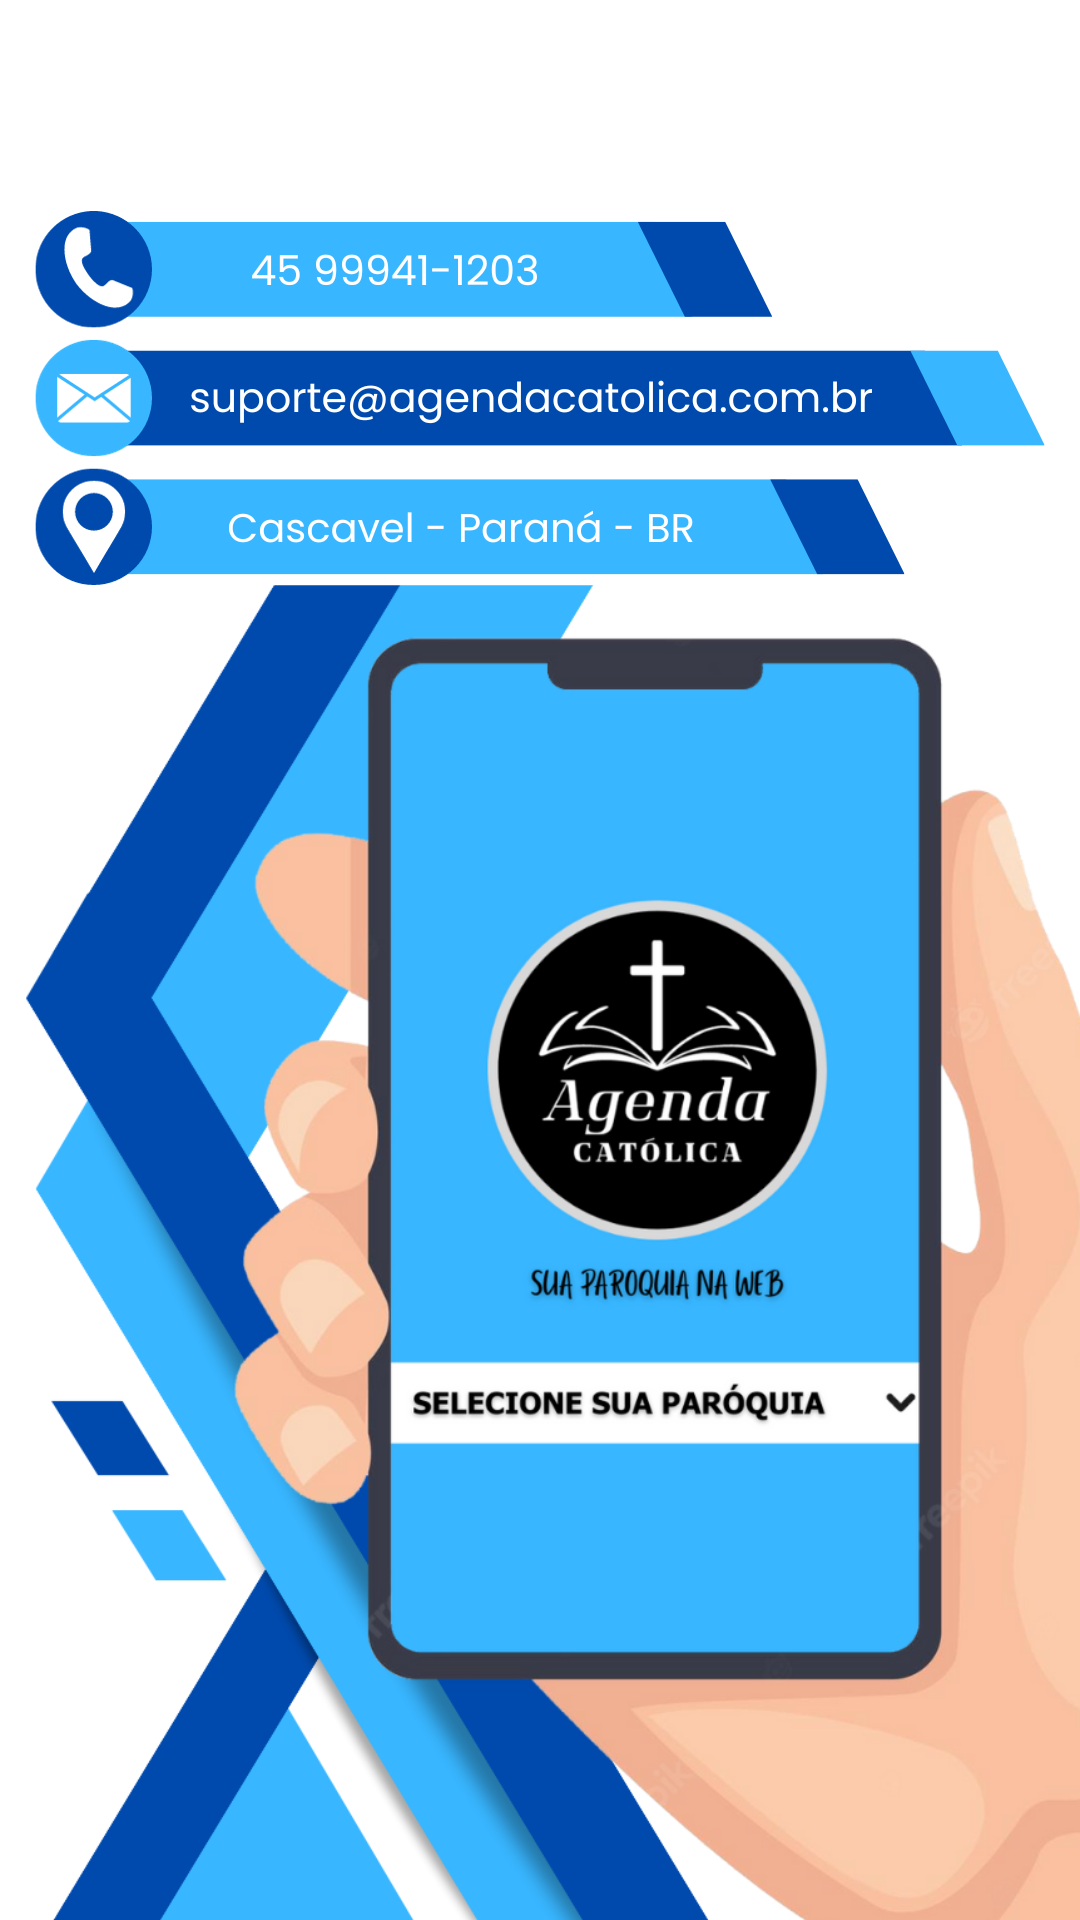 45 99941-1203
suporte@agendacatolica.com.br
Cascavel - Paraná - BR
Agenda
CATÓLICA
SUA PAROQUIA NA WEB
SELECIONE SUA PARÓQUIA
freepik